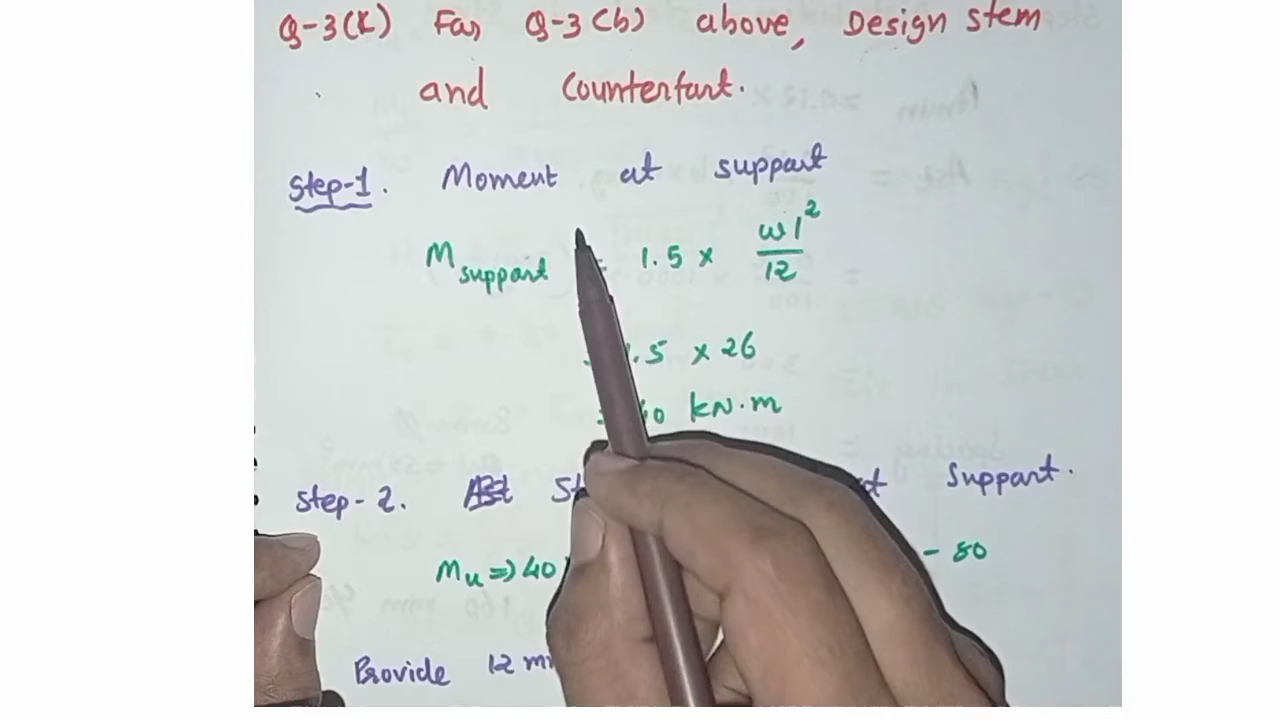 Q-3(K) For Q-3(b) above, Design stem
and Counterfort.
Step-1. Moment at support
M support 1.5 × wl²/12
.5 × 26
= kN.m
Step-2. Support.
Mu => 40 - 80
Provide 12